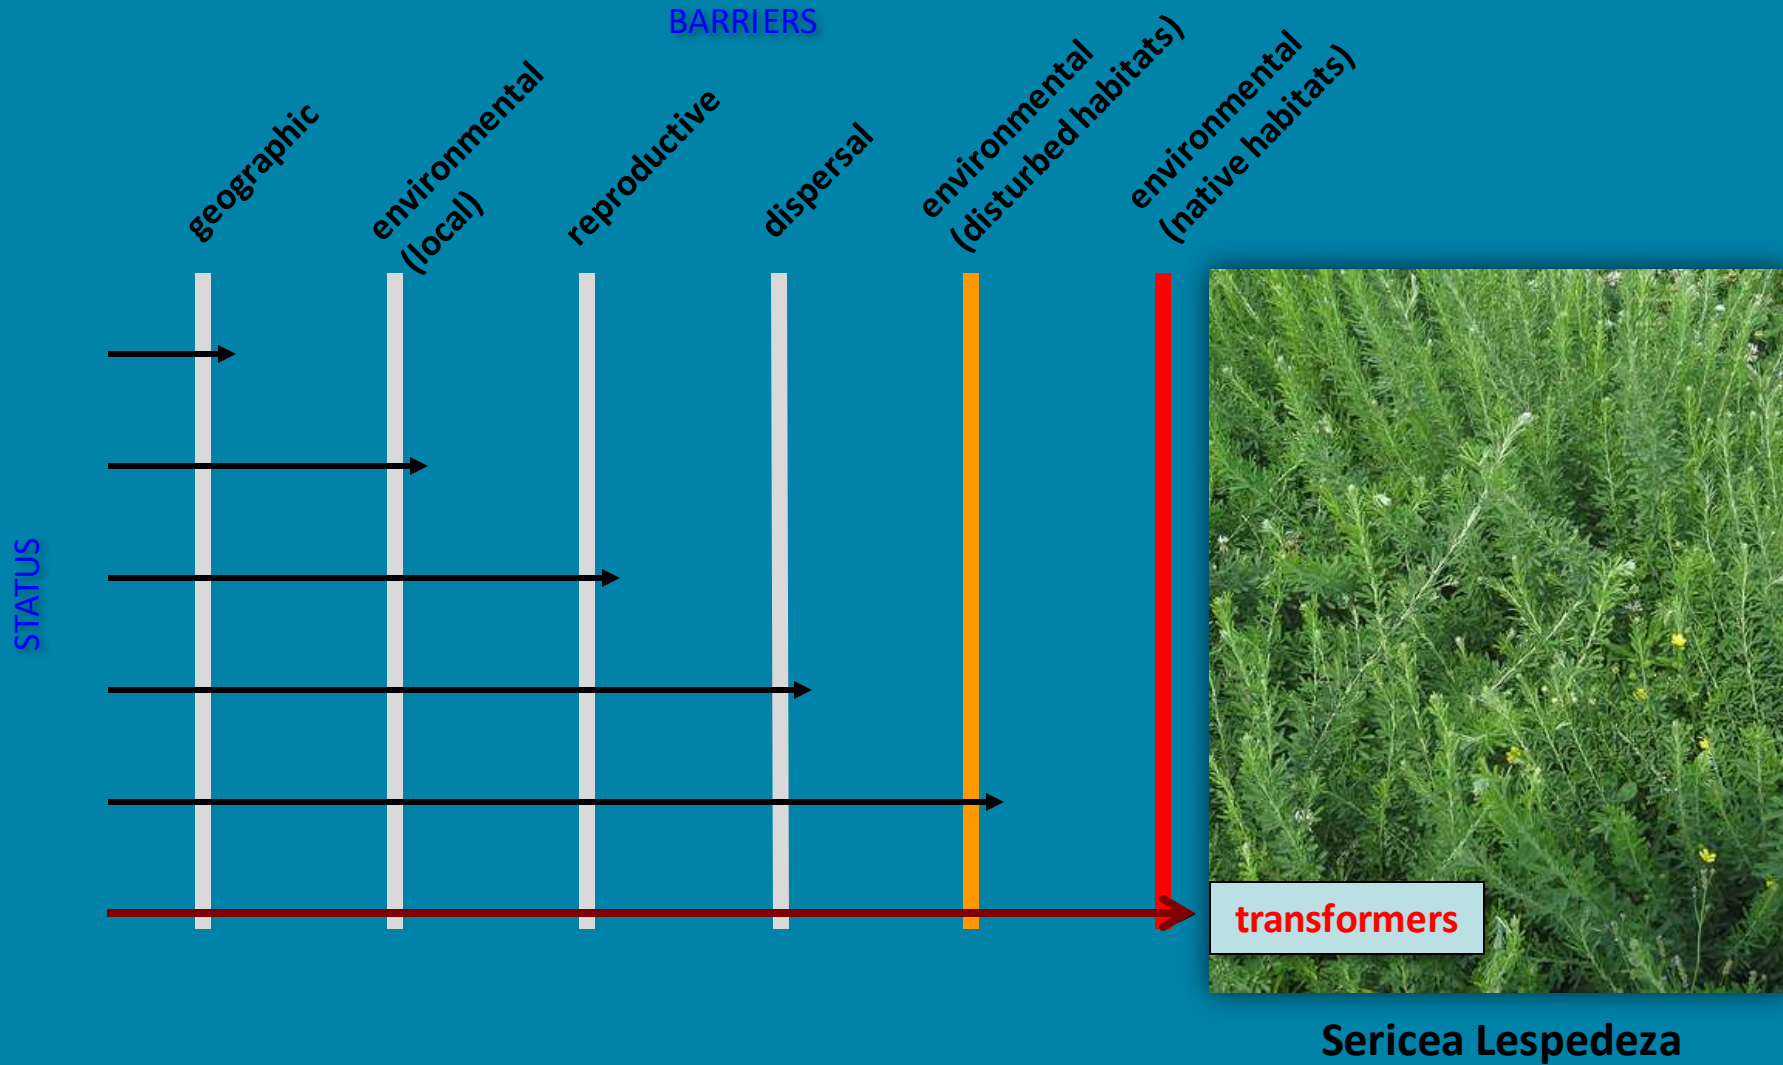 BARRIERS
geographic
environmental
(local)
reproductive
dispersal
environmental
(disturbed habitats)
environmental
(native habitats)
STATUS
transformers
Sericea Lespedeza